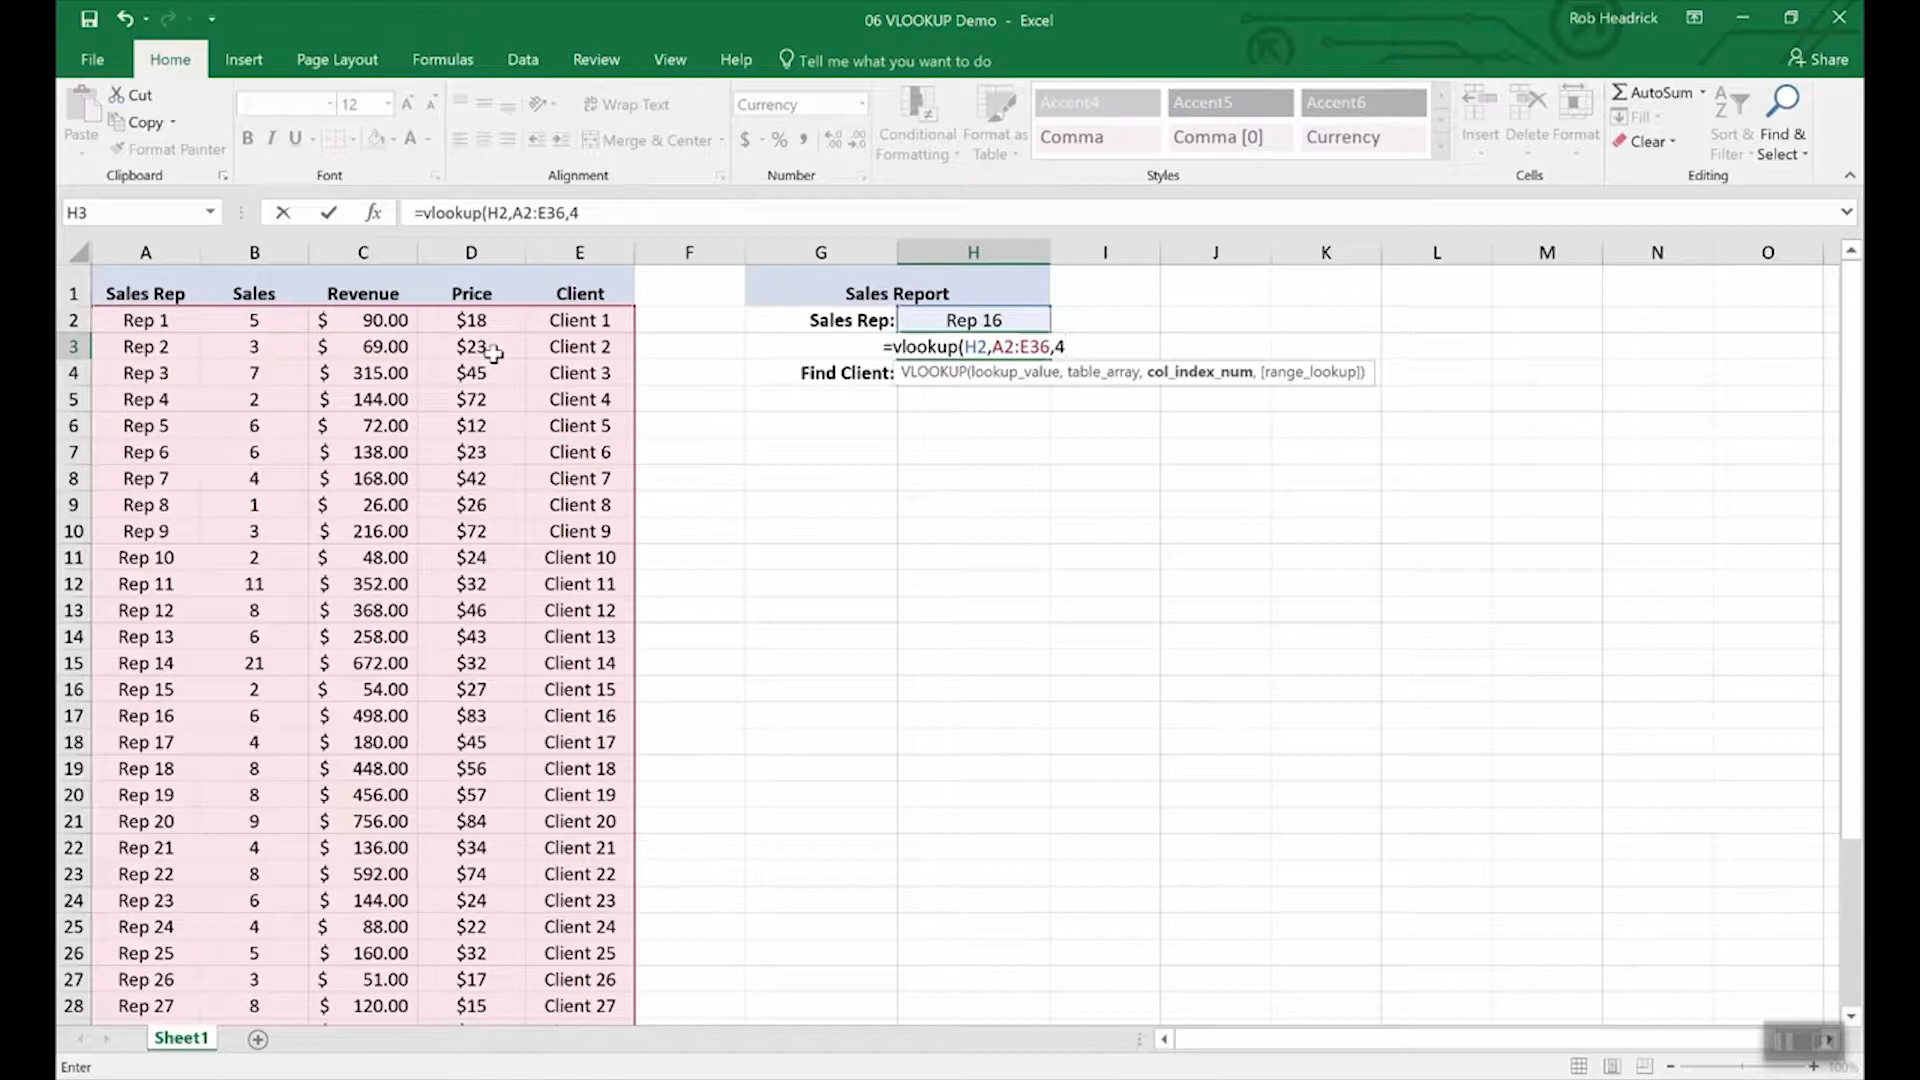 06 VLOOKUP Demo - Excel
Rob Headrick
File Home Insert Page Layout Formulas Data Review View Help Tell me what you want to do Share
Paste
Cut
Copy
Format Painter
Clipboard
12 A A
B I U A
Font
Wrap Text
Merge & Center
Alignment
Currency
$ % ,
Number
Conditional Formatting
Format as Table
Accent4 Accent5 Accent6
Comma Comma [0] Currency
Styles
Insert Delete Format
Cells
AutoSum
Fill
Clear
Sort & Filter
Find & Select
Editing
H3 fx =vlookup(H2,A2:E36,4
A B C D E F G H I J K L M N O
1 Sales Rep Sales Revenue Price Client Sales Report
2 Rep 1 5 $ 90.00 $18 Client 1 Sales Rep: Rep 16
3 Rep 2 3 $ 69.00 $23 Client 2 =vlookup(H2,A2:E36,4
4 Rep 3 7 $ 315.00 $45 Client 3 Find Client: VLOOKUP(lookup_value, table_array, col_index_num, [range_lookup])
5 Rep 4 2 $ 144.00 $72 Client 4
6 Rep 5 6 $ 72.00 $12 Client 5
7 Rep 6 6 $ 138.00 $23 Client 6
8 Rep 7 4 $ 168.00 $42 Client 7
9 Rep 8 1 $ 26.00 $26 Client 8
10 Rep 9 3 $ 216.00 $72 Client 9
11 Rep 10 2 $ 48.00 $24 Client 10
12 Rep 11 11 $ 352.00 $32 Client 11
13 Rep 12 8 $ 368.00 $46 Client 12
14 Rep 13 6 $ 258.00 $43 Client 13
15 Rep 14 21 $ 672.00 $32 Client 14
16 Rep 15 2 $ 54.00 $27 Client 15
17 Rep 16 6 $ 498.00 $83 Client 16
18 Rep 17 4 $ 180.00 $45 Client 17
19 Rep 18 8 $ 448.00 $56 Client 18
20 Rep 19 8 $ 456.00 $57 Client 19
21 Rep 20 9 $ 756.00 $84 Client 20
22 Rep 21 4 $ 136.00 $34 Client 21
23 Rep 22 8 $ 592.00 $74 Client 22
24 Rep 23 6 $ 144.00 $24 Client 23
25 Rep 24 4 $ 88.00 $22 Client 24
26 Rep 25 5 $ 160.00 $32 Client 25
27 Rep 26 3 $ 51.00 $17 Client 26
28 Rep 27 8 $ 120.00 $15 Client 27
Sheet1
Enter
100%